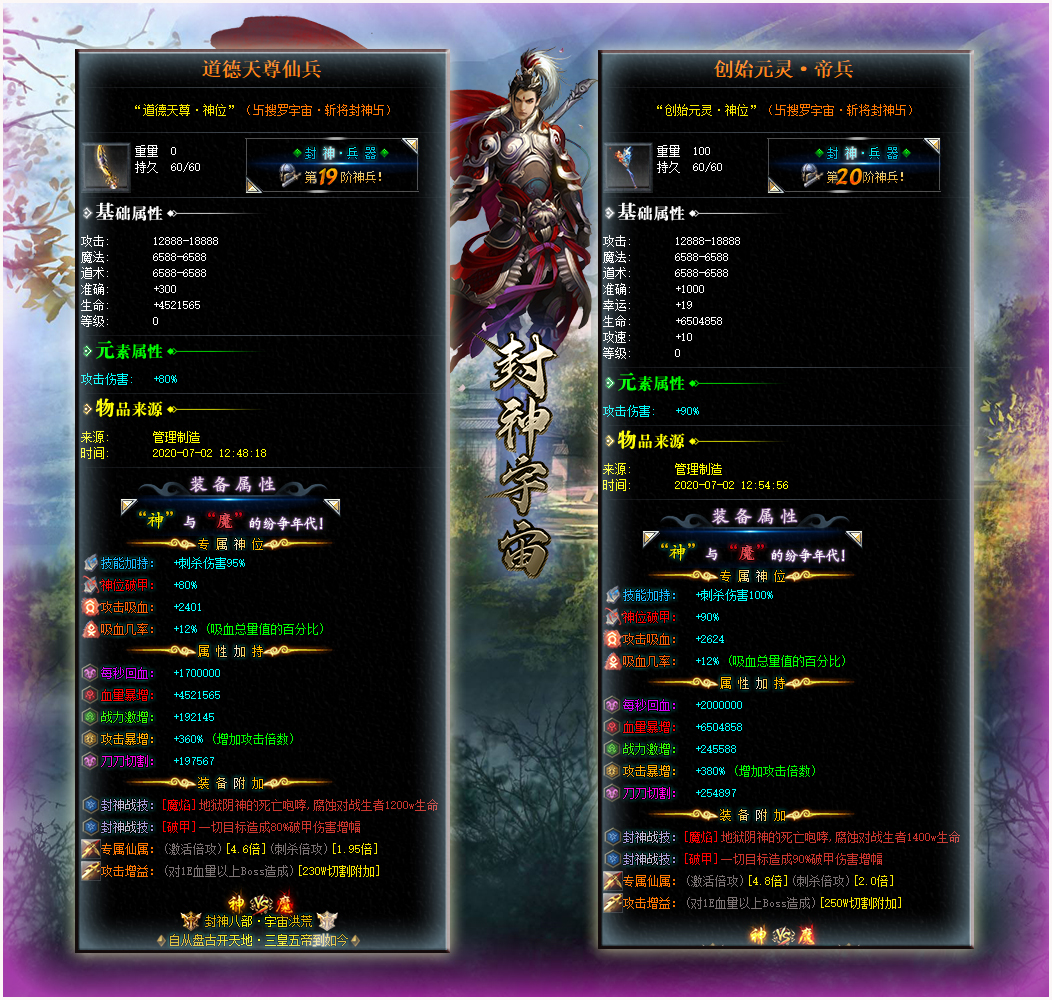 道德天尊仙兵
“道德天尊·神位” (卐搜罗宇宙·斩将封神卐)
重量 0
持久 60/60
封神·兵器
第19阶神兵!
基础属性
攻击: 12888-18888
魔法: 6588-6588
道术: 6588-6588
准确: +300
生命: +4521565
等级: 0
元素属性
攻击伤害: +80%
物品来源
来源: 管理制造
时间: 2020-07-02 12:48:18
装备属性
“神” 与 “魔” 的纷争年代!
专属神位
技能加持: +刺杀伤害95%
神位破甲: +80%
攻击吸血: +2401
吸血几率: +12% (吸血总量值的百分比)
属性加持
每秒回血: +1700000
血量暴增: +4521565
战力激增: +192145
攻击暴增: +360% (增加攻击倍数)
刀刀切割: +197567
装备附加
封神战技: [魔焰]地狱阴神的死亡咆哮,腐蚀对战生者1200w生命
封神战技: [破甲]一切目标造成80%破甲伤害增幅
专属仙属: (激活倍攻)[4.6倍](刺杀倍攻)[1.95倍]
攻击增益: (对1E血量以上Boss造成)[230W切割附加]
神VS魔
封神八部·宇宙洪荒
自从盘古开天地·三皇五帝到如今
封神宇宙
创始元灵·帝兵
“创始元灵·神位” (卐搜罗宇宙·斩将封神卐)
重量 100
持久 60/60
封神·兵器
第20阶神兵!
基础属性
攻击: 12888-18888
魔法: 6588-6588
道术: 6588-6588
准确: +1000
幸运: +19
生命: +6504858
攻速: +10
等级: 0
元素属性
攻击伤害: +90%
物品来源
来源: 管理制造
时间: 2020-07-02 12:54:56
装备属性
“神” 与 “魔” 的纷争年代!
专属神位
技能加持: +刺杀伤害100%
神位破甲: +90%
攻击吸血: +2624
吸血几率: +12% (吸血总量值的百分比)
属性加持
每秒回血: +2000000
血量暴增: +6504858
战力激增: +245588
攻击暴增: +380% (增加攻击倍数)
刀刀切割: +254897
装备附加
封神战技: [魔焰]地狱阴神的死亡咆哮,腐蚀对战生者1400w生命
封神战技: [破甲]一切目标造成90%破甲伤害增幅
专属仙属: (激活倍攻)[4.8倍](刺杀倍攻)[2.0倍]
攻击增益: (对1E血量以上Boss造成)[250W切割附加]
神VS魔